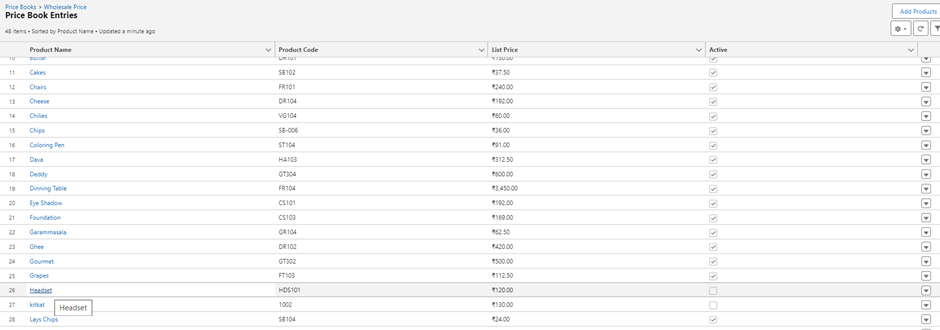 Price Books > Wholesale Price
Price Book Entries
Add Products
48 items • Sorted by Product Name • Updated a minute ago
Product Name Product Code List Price Active
10 Butter DR101 ₹150.00
11 Cakes SB102 ₹37.50
12 Chairs FR101 ₹240.00
13 Cheese DR104 ₹192.00
14 Chilies VG104 ₹60.00
15 Chips SB-006 ₹36.00
16 Coloring Pen ST104 ₹91.00
17 Dava HA103 ₹312.50
18 Deddy GT304 ₹600.00
19 Dinning Table FR104 ₹3,450.00
20 Eye Shadow CS101 ₹192.00
21 Foundation CS103 ₹169.00
22 Garammasala GR104 ₹62.50
23 Ghee DR102 ₹420.00
24 Gourmet GT302 ₹500.00
25 Grapes FT103 ₹112.50
26 Headset HDS101 ₹120.00
27 kitkat 1002 ₹130.00
Headset
28 Lays Chips SB104 ₹24.00